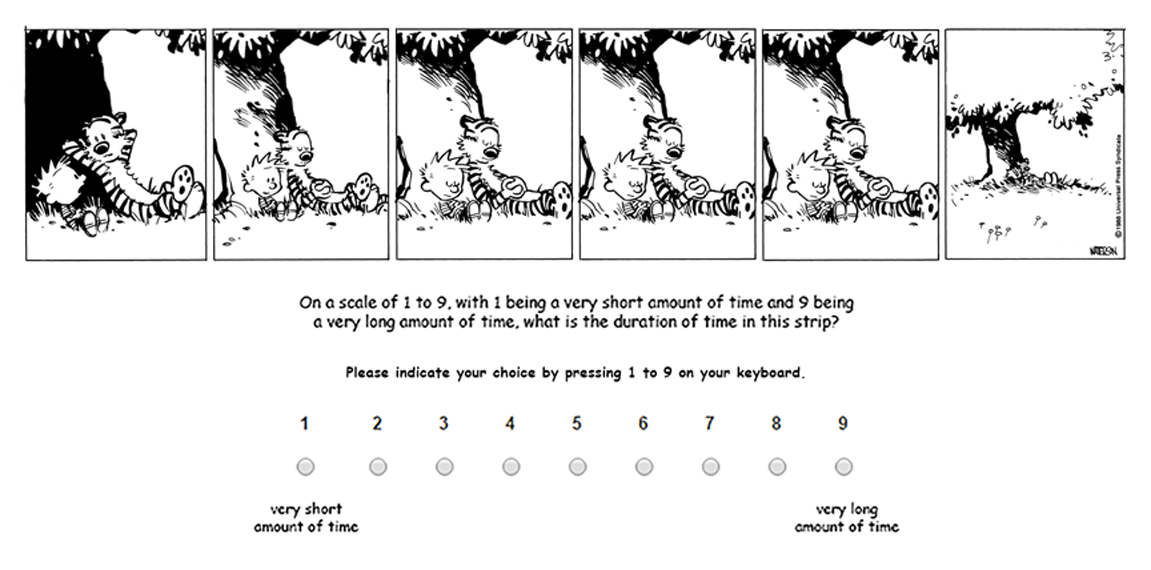 ©1988 Universal Press Syndicate
WATTERSON
On a scale of 1 to 9, with 1 being a very short amount of time and 9 being
a very long amount of time, what is the duration of time in this strip?
Please indicate your choice by pressing 1 to 9 on your keyboard.
1 2 3 4 5 6 7 8 9
very short very long
amount of time amount of time